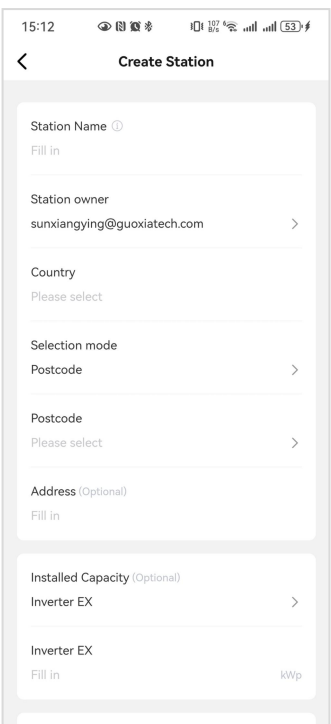 15:12
107 B/s
6
53
Create Station
Station Name
Fill in
Station owner
sunxiangying@guoxiatech.com
Country
Please select
Selection mode
Postcode
Postcode
Please select
Address (Optional)
Fill in
Installed Capacity (Optional)
Inverter EX
Inverter EX
Fill in kWp